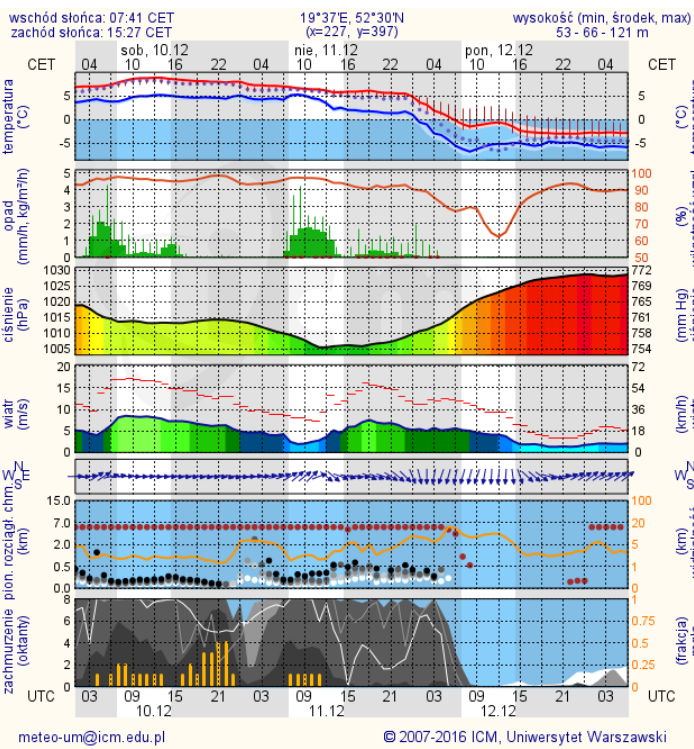 wschód słońca: 07:41 CET 19°37'E, 52°30'N wysokość (min, środek, max)
zachód słońca: 15:27 CET (x=227, y=397) 53 - 66 - 121 m
sob, 10.12 nie, 11.12 pon, 12.12
CET 04 10 16 22 04 10 16 22 04 10 16 22 04 CET
temperatura
(°C)
5 5
0 0
-5 -5
(°C)
opad
(mm/h, kg/m²/h)
5 100
4 90
3 80
2 70
1 60
0 50
(%)
ciśnienie
(hPa)
1030 772
1025 769
1020 765
1015 761
1010 758
1005 754
(mm Hg)
wiatr
(m/s)
20 72
15 54
10 36
5 18
0 0
(km/h)
N
W E
S
N
W
S
pion. rozciągł. chm.
(km)
15.0 100
7.0 20
2.0 10
0.5 5
0.2 1
0.0 0
(km)
zachmurzenie
(oktanty)
8 1
6 0.75
4 0.5
2 0.25
0 0
(frakcja)
UTC 03 09 15 21 03 09 15 21 03 09 15 21 03 UTC
10.12 11.12 12.12
meteo-um@icm.edu.pl © 2007-2016 ICM, Uniwersytet Warszawski